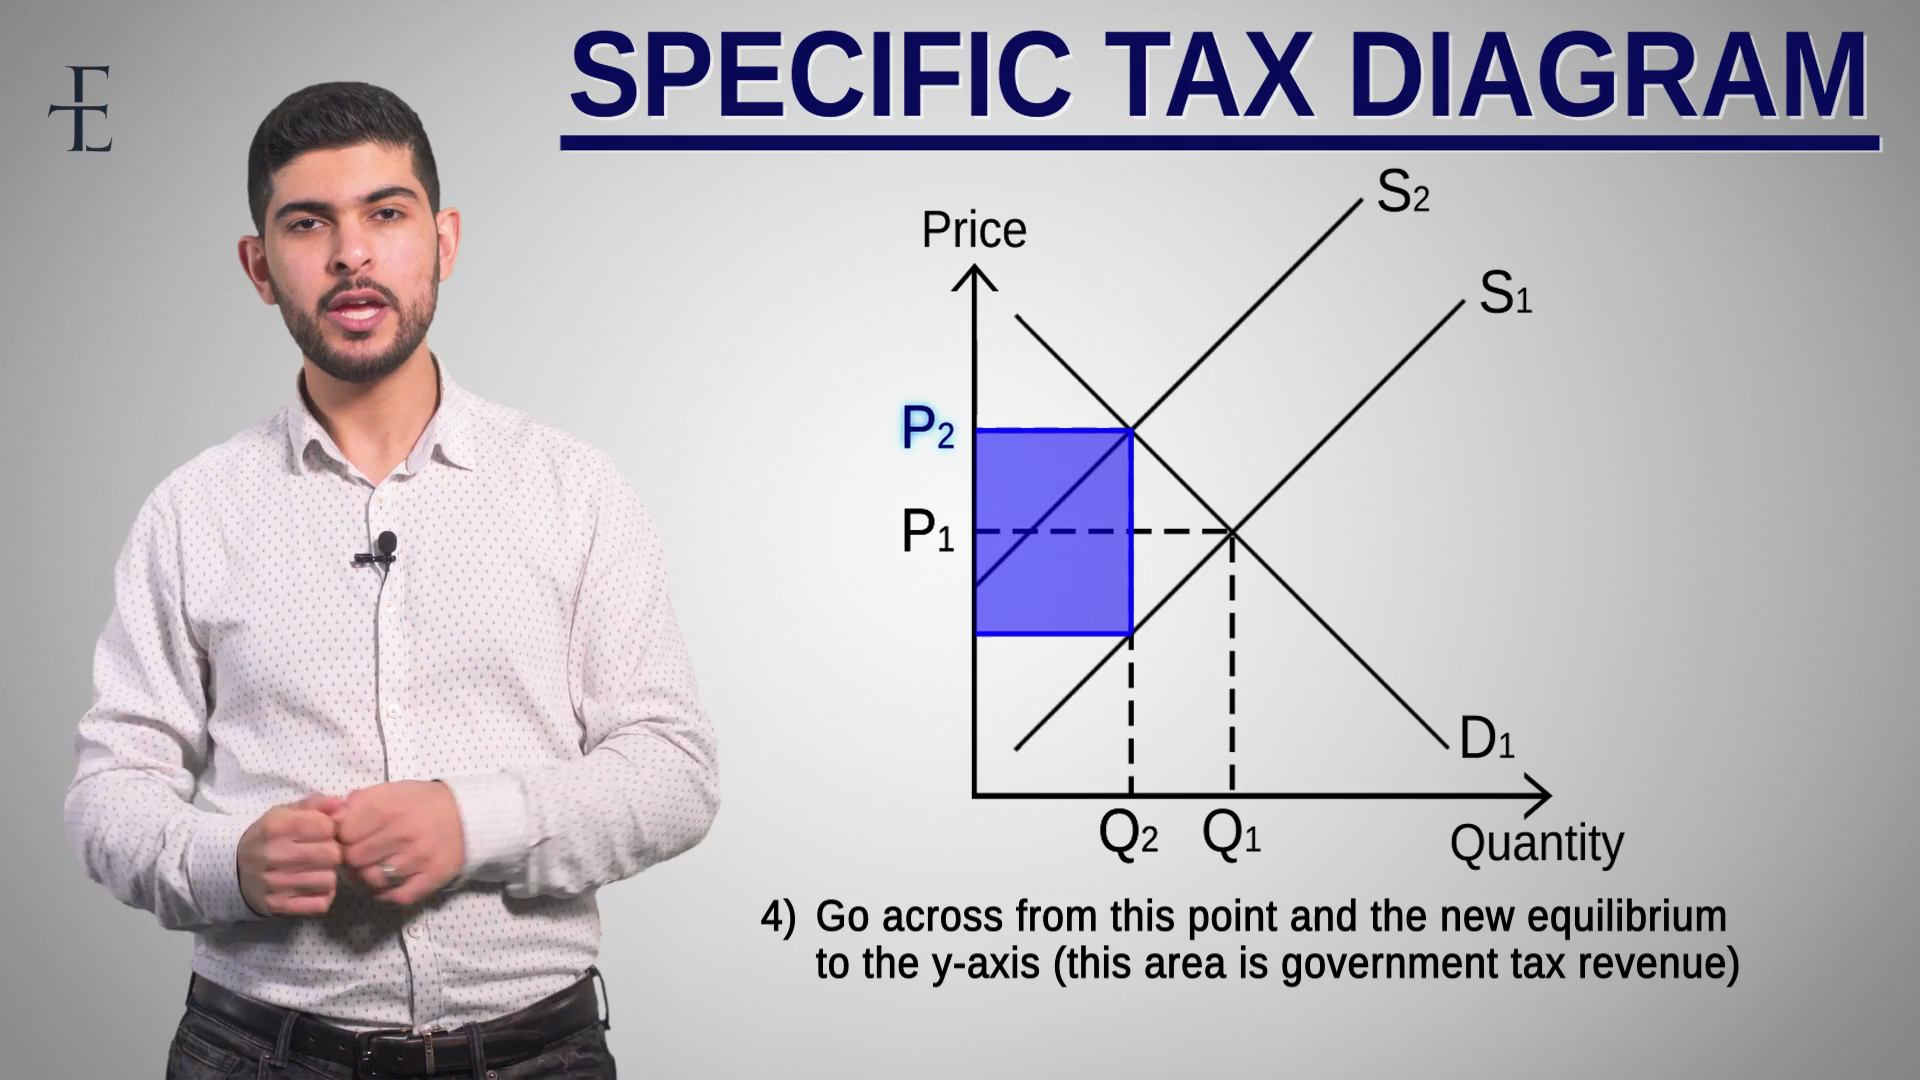 SPECIFIC TAX DIAGRAM
S2
Price
S1
P2
P1
D1
Q2 Q1
Quantity
4) Go across from this point and the new equilibrium
to the y-axis (this area is government tax revenue)